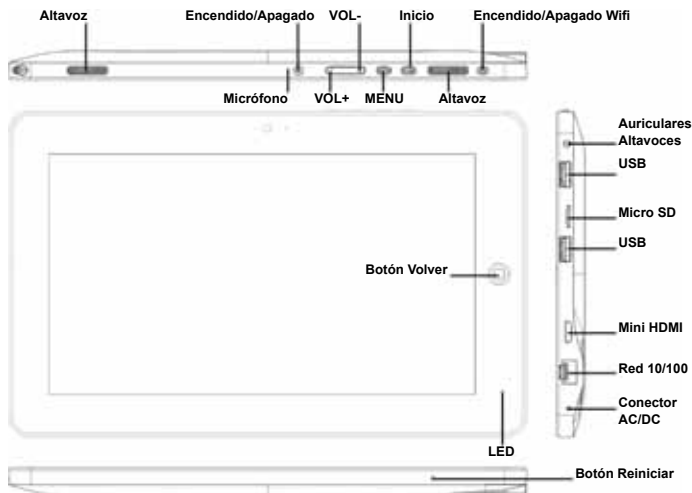 Altavoz
Encendido/Apagado
VOL-
Inicio
Encendido/Apagado Wifi
Micrófono
VOL+
MENU
Altavoz
Auriculares
Altavoces
USB
Micro SD
USB
Botón Volver
Mini HDMI
Red 10/100
Conector
AC/DC
LED
Botón Reiniciar